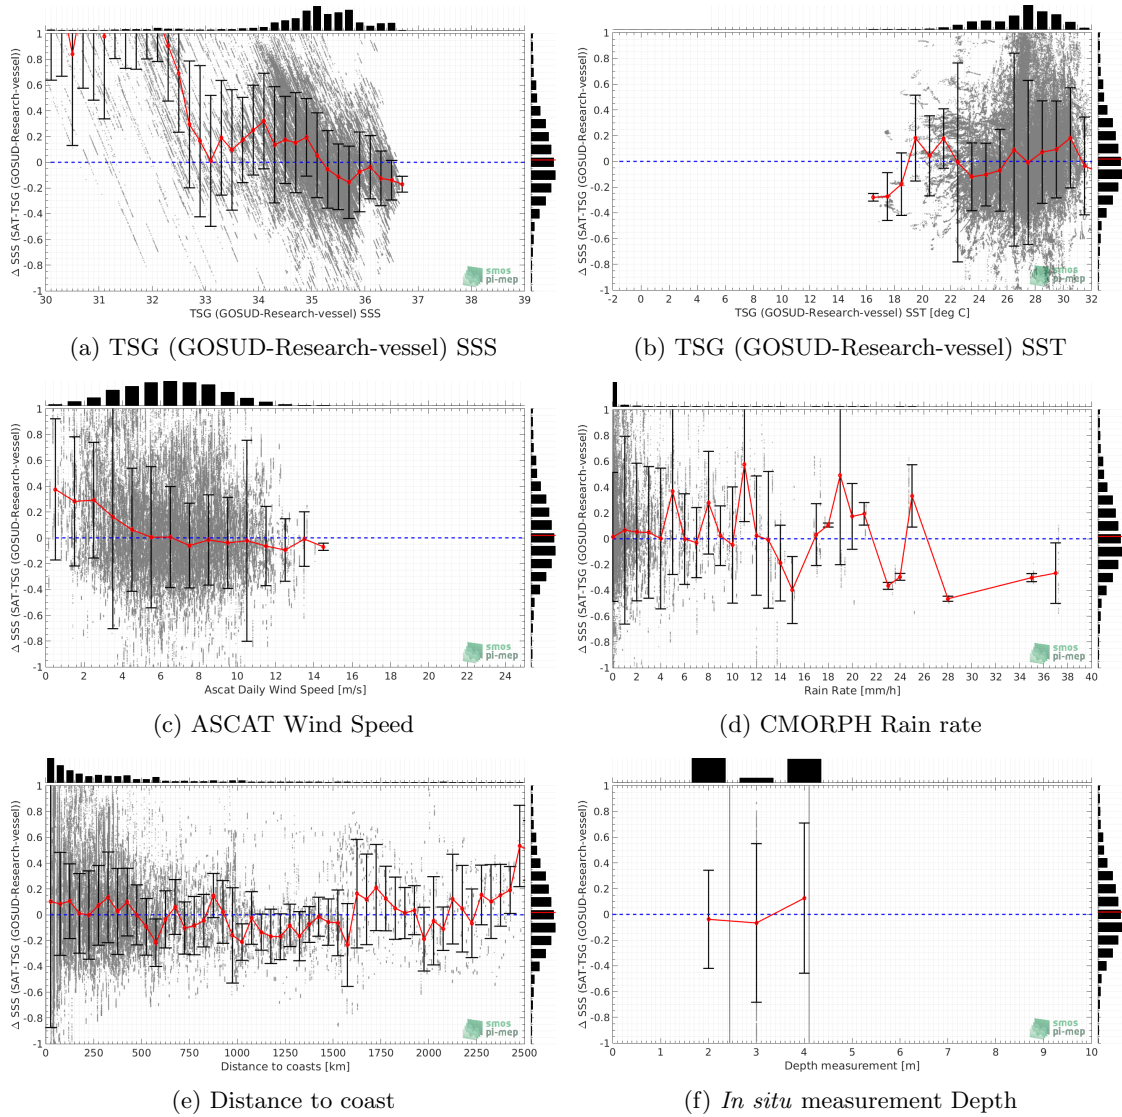 Δ SSS (SAT-TSG (GOSUD-Research-vessel))
1
0.8
0.6
0.4
0.2
0
-0.2
-0.4
-0.6
-0.8
-1
30 31 32 33 34 35 36 37 38 39
TSG (GOSUD-Research-vessel) SSS
smos
pi-mep
(a) TSG (GOSUD-Research-vessel) SSS
Δ SSS (SAT-TSG (GOSUD-Research-vessel))
1
0.8
0.6
0.4
0.2
0
-0.2
-0.4
-0.6
-0.8
-1
-2 0 2 4 6 8 10 12 14 16 18 20 22 24 26 28 30 32
TSG (GOSUD-Research-vessel) SST [deg C]
smos
pi-mep
(b) TSG (GOSUD-Research-vessel) SST
Δ SSS (SAT-TSG (GOSUD-Research-vessel))
1
0.8
0.6
0.4
0.2
0
-0.2
-0.4
-0.6
-0.8
-1
0 2 4 6 8 10 12 14 16 18 20 22 24
Ascat Daily Wind Speed [m/s]
smos
pi-mep
(c) ASCAT Wind Speed
Δ SSS (SAT-TSG (GOSUD-Research-vessel))
1
0.8
0.6
0.4
0.2
0
-0.2
-0.4
-0.6
-0.8
-1
0 2 4 6 8 10 12 14 16 18 20 22 24 26 28 30 32 34 36 38 40
Rain Rate [mm/h]
smos
pi-mep
(d) CMORPH Rain rate
Δ SSS (SAT-TSG (GOSUD-Research-vessel))
1
0.8
0.6
0.4
0.2
0
-0.2
-0.4
-0.6
-0.8
-1
0 250 500 750 1000 1250 1500 1750 2000 2250 2500
Distance to coasts [km]
smos
pi-mep
(e) Distance to coast
Δ SSS (SAT-TSG (GOSUD-Research-vessel))
1
0.8
0.6
0.4
0.2
0
-0.2
-0.4
-0.6
-0.8
-1
0 1 2 3 4 5 6 7 8 9 10
Depth measurement [m]
smos
pi-mep
(f) In situ measurement Depth